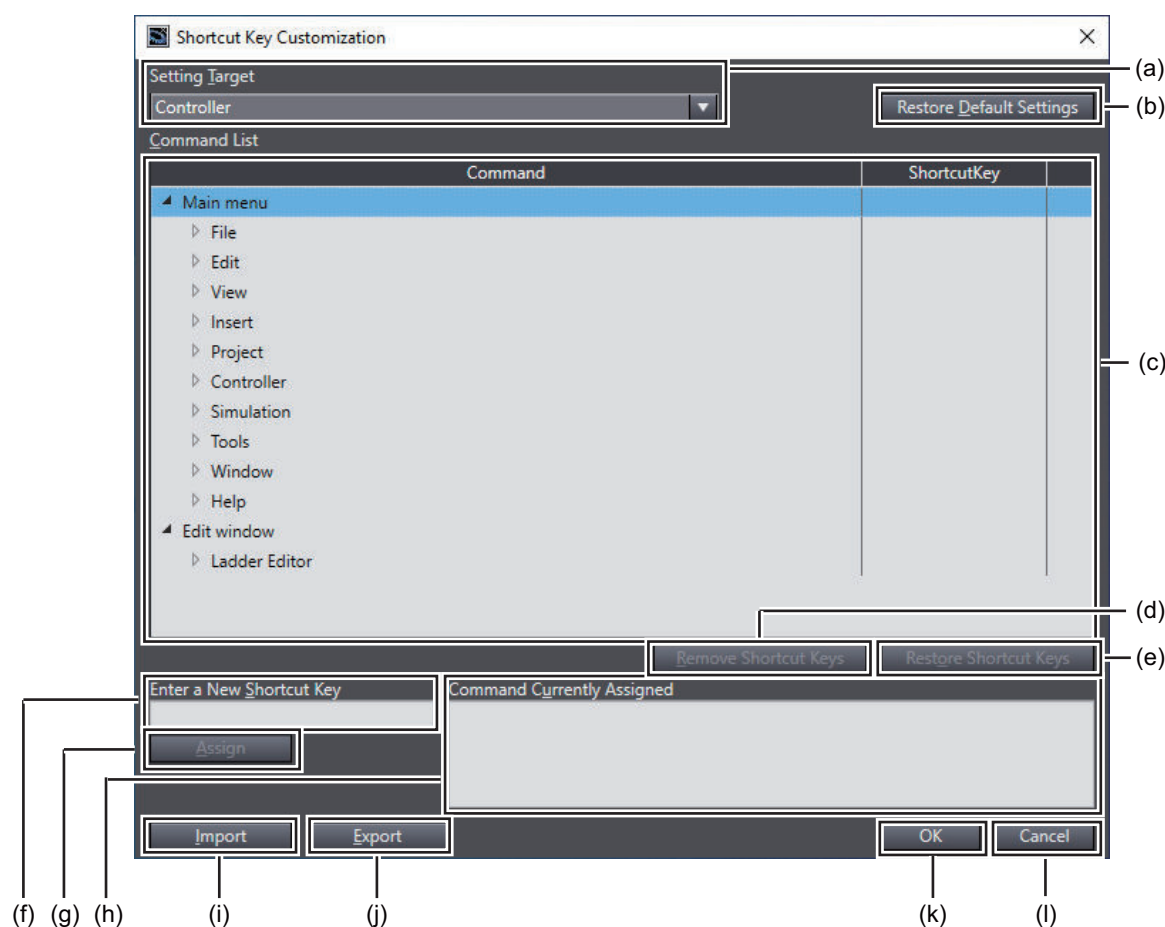 Shortcut Key Customization
Setting Target
(a)
Controller
Restore Default Settings
(b)
Command List
Command ShortcutKey
Main menu
File
Edit
View
Insert
Project
(c)
Controller
Simulation
Tools
Window
Help
Edit window
Ladder Editor
(d)
Remove Shortcut Keys
Restore Shortcut Keys
(e)
Enter a New Shortcut Key
Command Currently Assigned
Assign
Import
Export
OK
Cancel
(f) (g) (h) (i) (j) (k) (l)